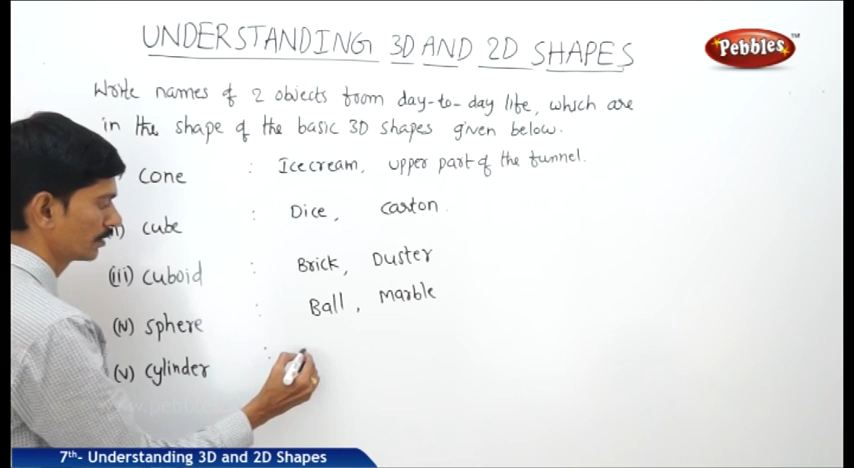 UNDERSTANDING 3D AND 2D SHAPES
Pebbles™
Write names of 2 objects from day-to-day life, which are
in the shape of the basic 3D shapes given below.
cone : Icecream, upper part of the funnel.
cube : Dice, Carton.
(iii) cuboid : Brick, Duster
(iv) sphere : Ball, Marble
(v) cylinder :
7th- Understanding 3D and 2D Shapes